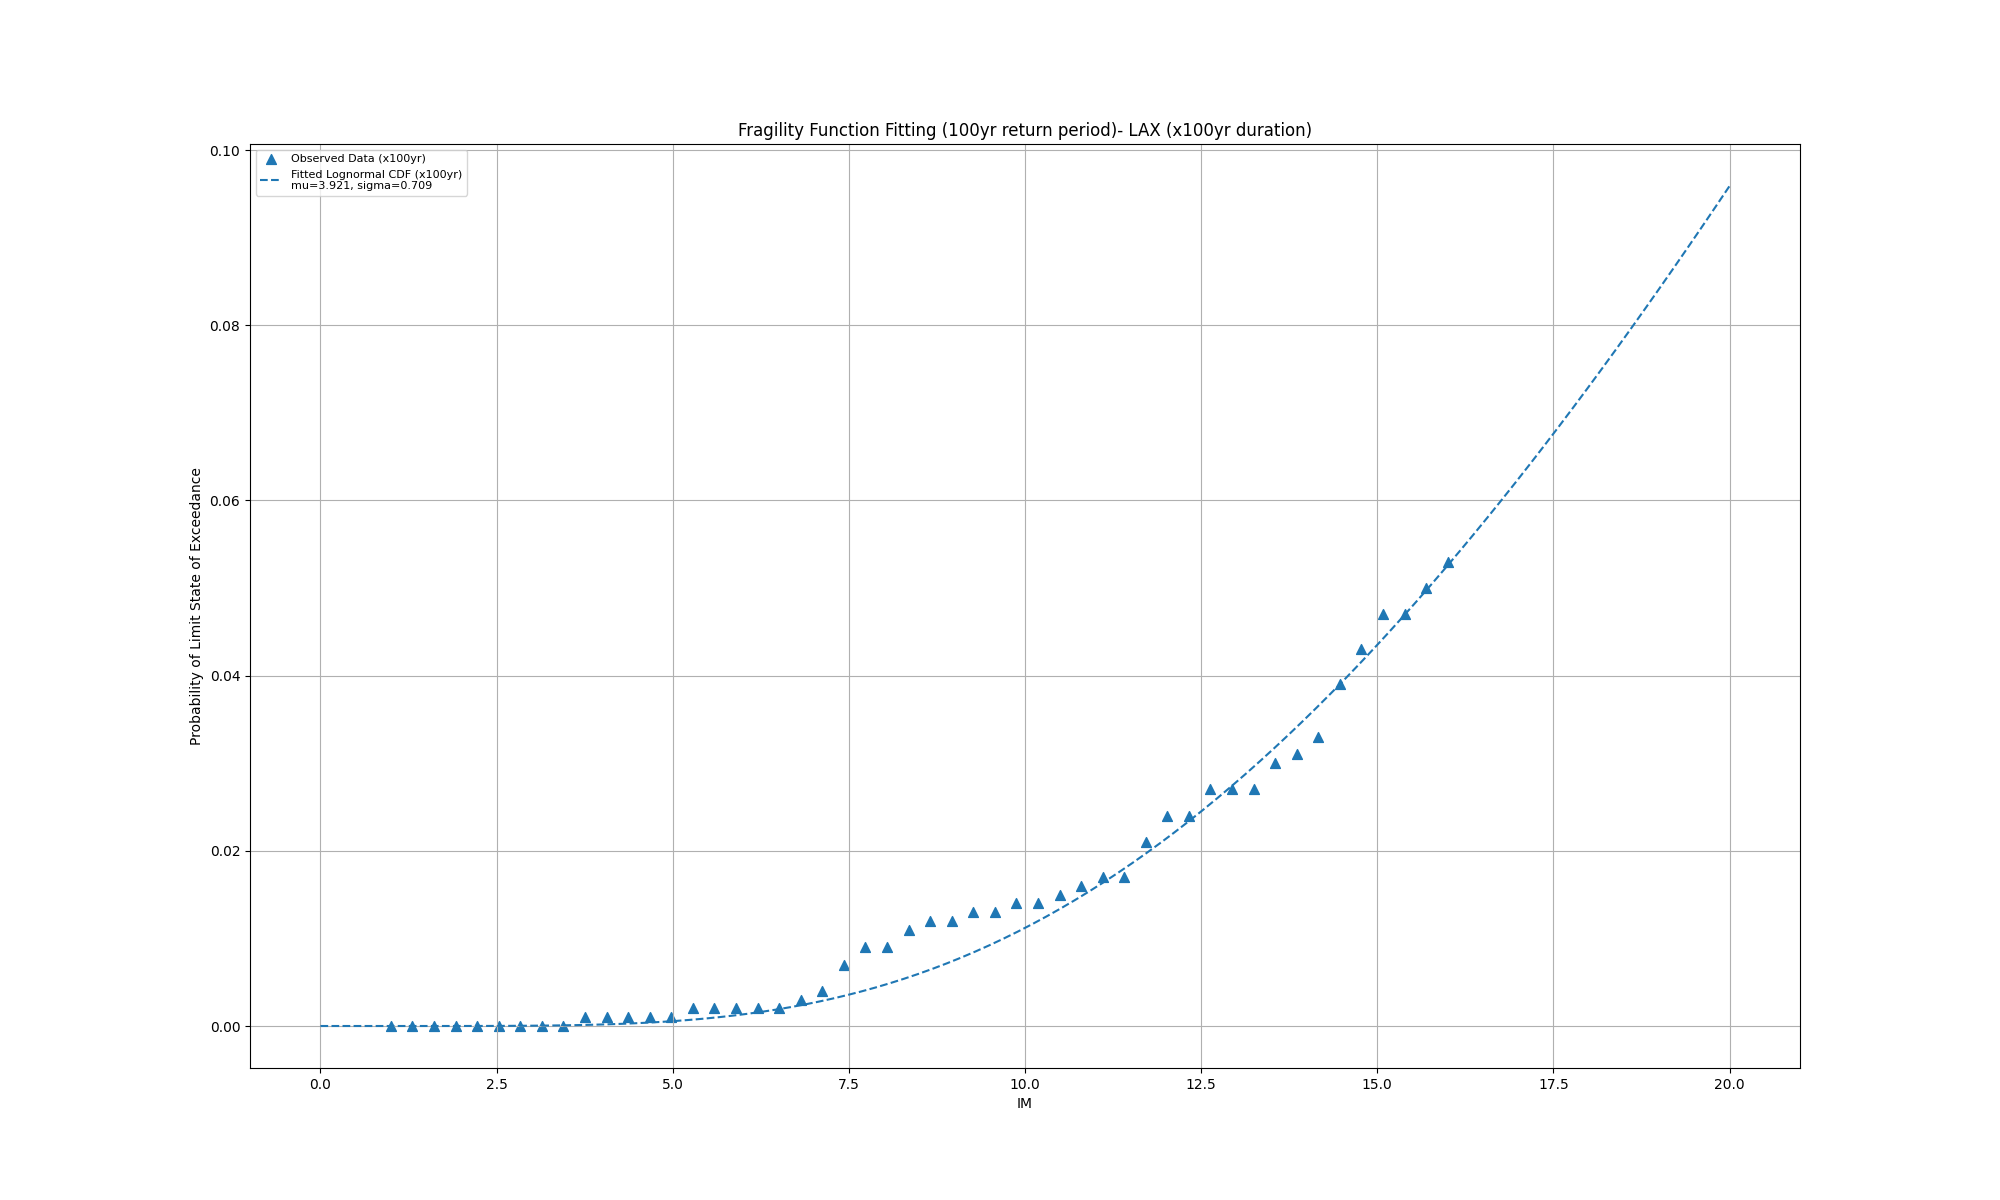 Fragility Function Fitting (100yr return period)- LAX (x100yr duration)
0.10
Observed Data (x100yr)
Fitted Lognormal CDF (x100yr)
mu=3.921, sigma=0.709
0.08
0.06
Probability of Limit State of Exceedance
0.04
0.02
0.00
0.0 2.5 5.0 7.5 10.0 12.5 15.0 17.5 20.0
IM